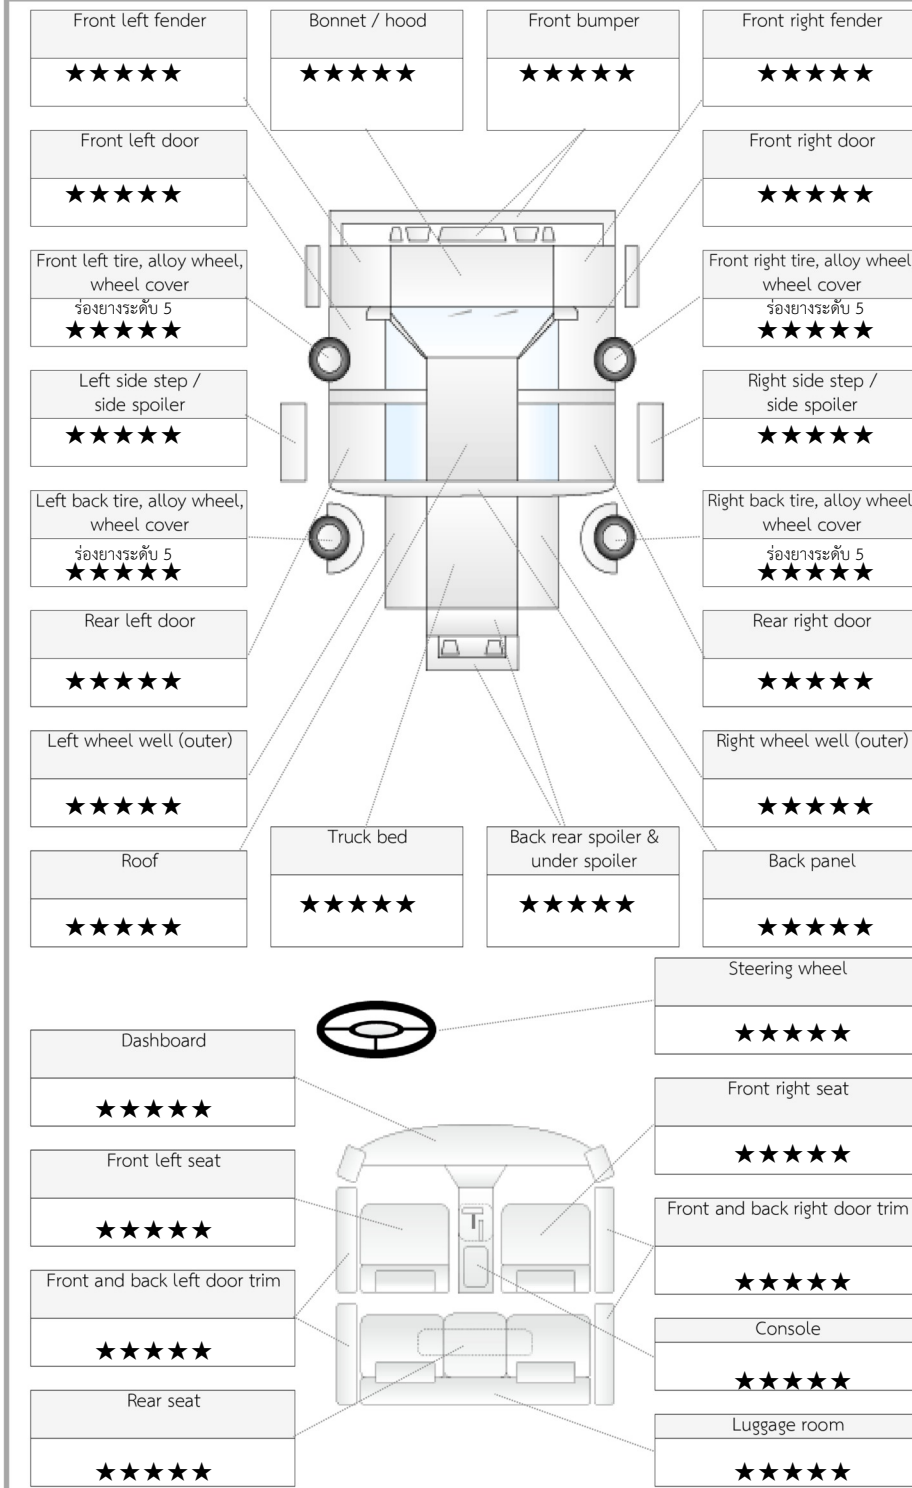 Front left fender
★★★★★
Bonnet / hood
★★★★★
Front bumper
★★★★★
Front right fender
★★★★★
Front left door
★★★★★
Front right door
★★★★★
Front left tire, alloy wheel,
wheel cover
ร่องยางระดับ 5
★★★★★
Front right tire, alloy wheel
wheel cover
ร่องยางระดับ 5
★★★★★
Left side step /
side spoiler
★★★★★
Right side step /
side spoiler
★★★★★
Left back tire, alloy wheel,
wheel cover
ร่องยางระดับ 5
★★★★★
Right back tire, alloy wheel
wheel cover
ร่องยางระดับ 5
★★★★★
Rear left door
★★★★★
Rear right door
★★★★★
Left wheel well (outer)
★★★★★
Right wheel well (outer)
★★★★★
Roof
★★★★★
Truck bed
★★★★★
Back rear spoiler &
under spoiler
★★★★★
Back panel
★★★★★
Steering wheel
★★★★★
Dashboard
★★★★★
Front right seat
★★★★★
Front left seat
★★★★★
Front and back right door trim
★★★★★
Front and back left door trim
★★★★★
Console
★★★★★
Rear seat
★★★★★
Luggage room
★★★★★